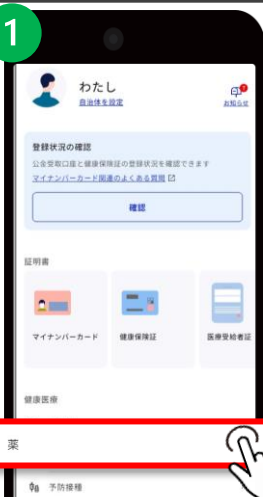 1
わたし
自治体を設定
お知らせ
登録状況の確認
公金受取口座と健康保険証の登録状況を確認できます
マイナンバーカード関連のよくある質問
確認
証明書
マイナンバーカード
健康保険証
医療受給者証
健康医療
薬
予防接種